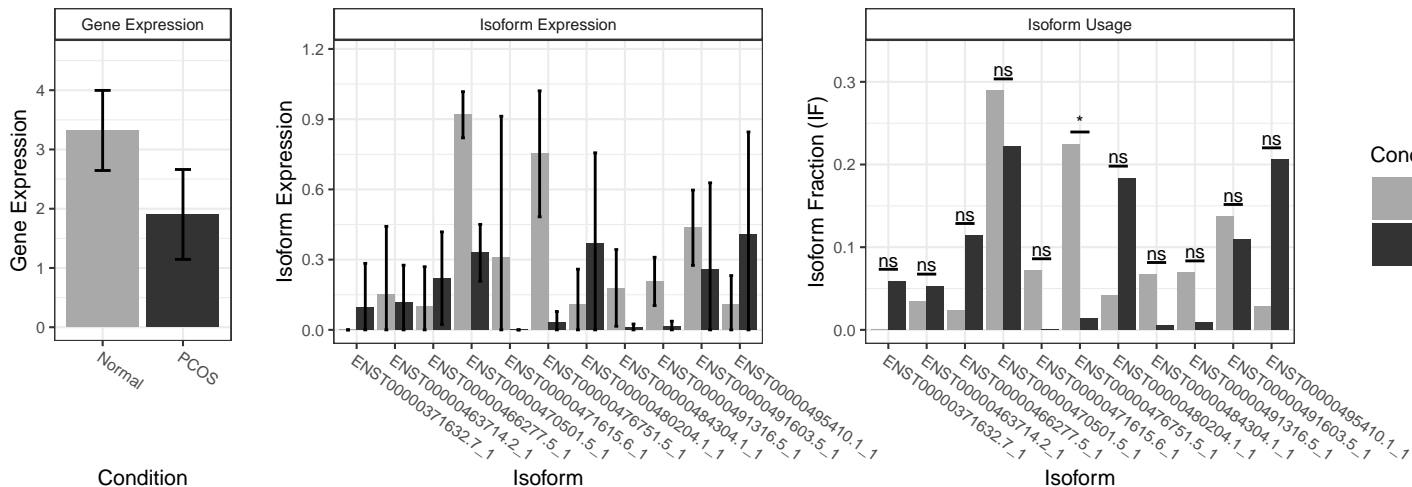 Gene Expression
Gene Expression
4
3
2
1
0
Normal
PCOS
Condition
Isoform Expression
Isoform Expression
1.2
0.9
0.6
0.3
0.0
ENST00000371632.7_1
ENST00000463714.2_1
ENST00000466277.5_1
ENST00000470501.5_1
ENST00000471615.6_1
ENST00000476751.5_1
ENST00000480204.1_1
ENST00000484304.1_1
ENST00000491316.5_1
ENST00000491603.5_1
ENST00000495410.1_1
Isoform
Isoform Usage
Isoform Fraction (IF)
0.3
0.2
0.1
0.0
ns
ns
ns
ns
ns
*
ns
ns
ns
ns
ns
ENST00000371632.7_1
ENST00000463714.2_1
ENST00000466277.5_1
ENST00000470501.5_1
ENST00000471615.6_1
ENST00000476751.5_1
ENST00000480204.1_1
ENST00000484304.1_1
ENST00000491316.5_1
ENST00000491603.5_1
ENST00000495410.1_1
Isoform
Cond